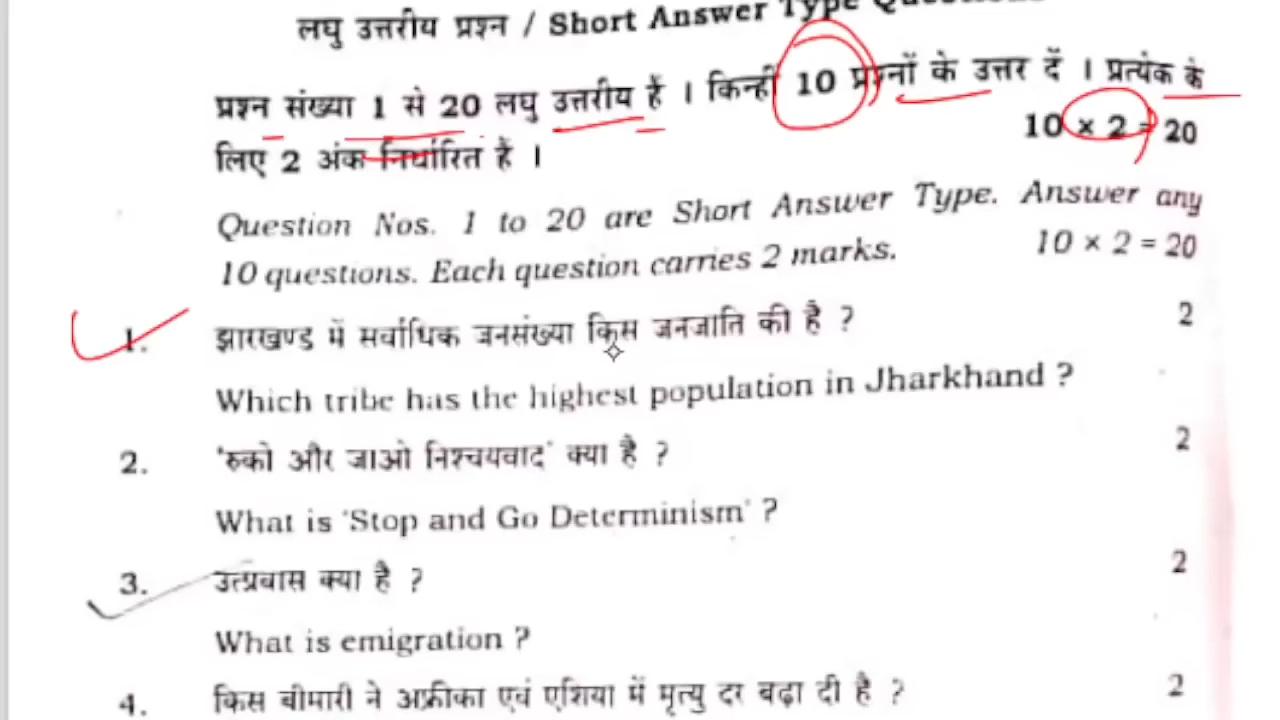 लघु उत्तरीय प्रश्न / Short Answer Type Questions
प्रश्न संख्या 1 से 20 लघु उत्तरीय हैं । किन्हीं 10 प्रश्नों के उत्तर दें । प्रत्येक के
लिए 2 अंक निर्धारित है । 10 × 2 = 20
Question Nos. 1 to 20 are Short Answer Type. Answer any
10 questions. Each question carries 2 marks. 10 × 2 = 20
1. झारखण्ड में सर्वाधिक जनसंख्या किस जनजाति की है ? 2
Which tribe has the highest population in Jharkhand ?
2. 'रुको और जाओ निश्चयवाद' क्या है ? 2
What is 'Stop and Go Determinism' ?
3. उत्प्रवास क्या है ? 2
What is emigration ?
4. किस बीमारी ने अफ्रीका एवं एशिया में मृत्यु दर बढ़ा दी है ? 2